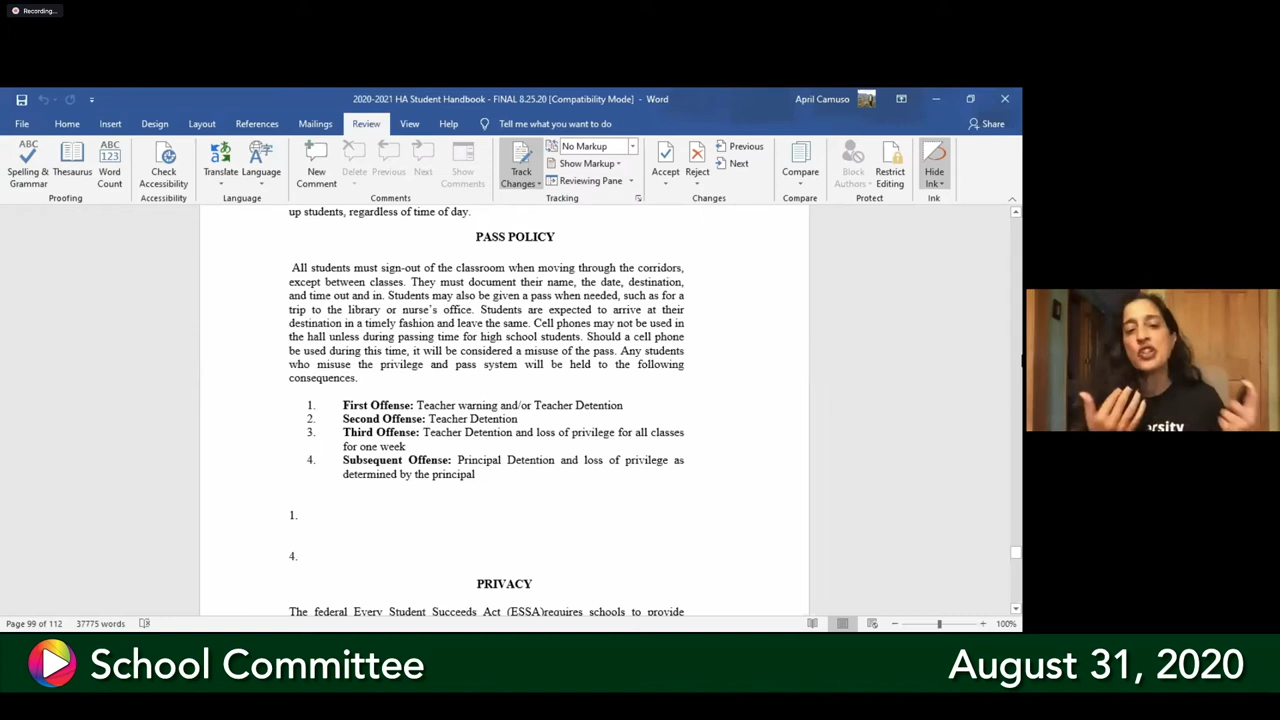 Recording...
2020-2021 HA Student Handbook - FINAL 8.25.20 [Compatibility Mode] - Word
April Camuso
File Home Insert Design Layout References Mailings Review View Help Tell me what you want to do Share
ABC
Spelling &
Grammar
Thesaurus
ABC
123
Word
Count
Proofing
Check
Accessibility
Accessibility
Translate
Language
Language
New
Comment
Delete
Previous
Next
Show
Comments
Comments
Track
Changes
No Markup
Show Markup
Reviewing Pane
Tracking
Accept
Reject
Previous
Next
Changes
Compare
Compare
Block
Authors
Restrict
Editing
Protect
Hide
Ink
Ink
up students, regardless of time of day.
PASS POLICY
All students must sign-out of the classroom when moving through the corridors,
except between classes. They must document their name, the date, destination,
and time out and in. Students may also be given a pass when needed, such as for a
trip to the library or nurse's office. Students are expected to arrive at their
destination in a timely fashion and leave the same. Cell phones may not be used in
the hall unless during passing time for high school students. Should a cell phone
be used during this time, it will be considered a misuse of the pass. Any students
who misuse the privilege and pass system will be held to the following
consequences.
1. First Offense: Teacher warning and/or Teacher Detention
2. Second Offense: Teacher Detention
3. Third Offense: Teacher Detention and loss of privilege for all classes
for one week
4. Subsequent Offense: Principal Detention and loss of privilege as
determined by the principal
1.
4.
PRIVACY
The federal Every Student Succeeds Act (ESSA)requires schools to provide
ersity
Page 99 of 112 37775 words
100%
School Committee
August 31, 2020